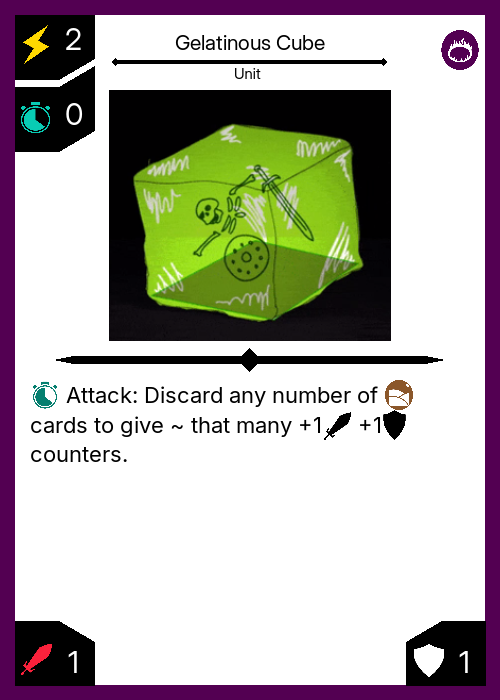 2
Gelatinous Cube
Unit
0
Attack: Discard any number of
cards to give ~ that many +1 +1
counters.
1
1